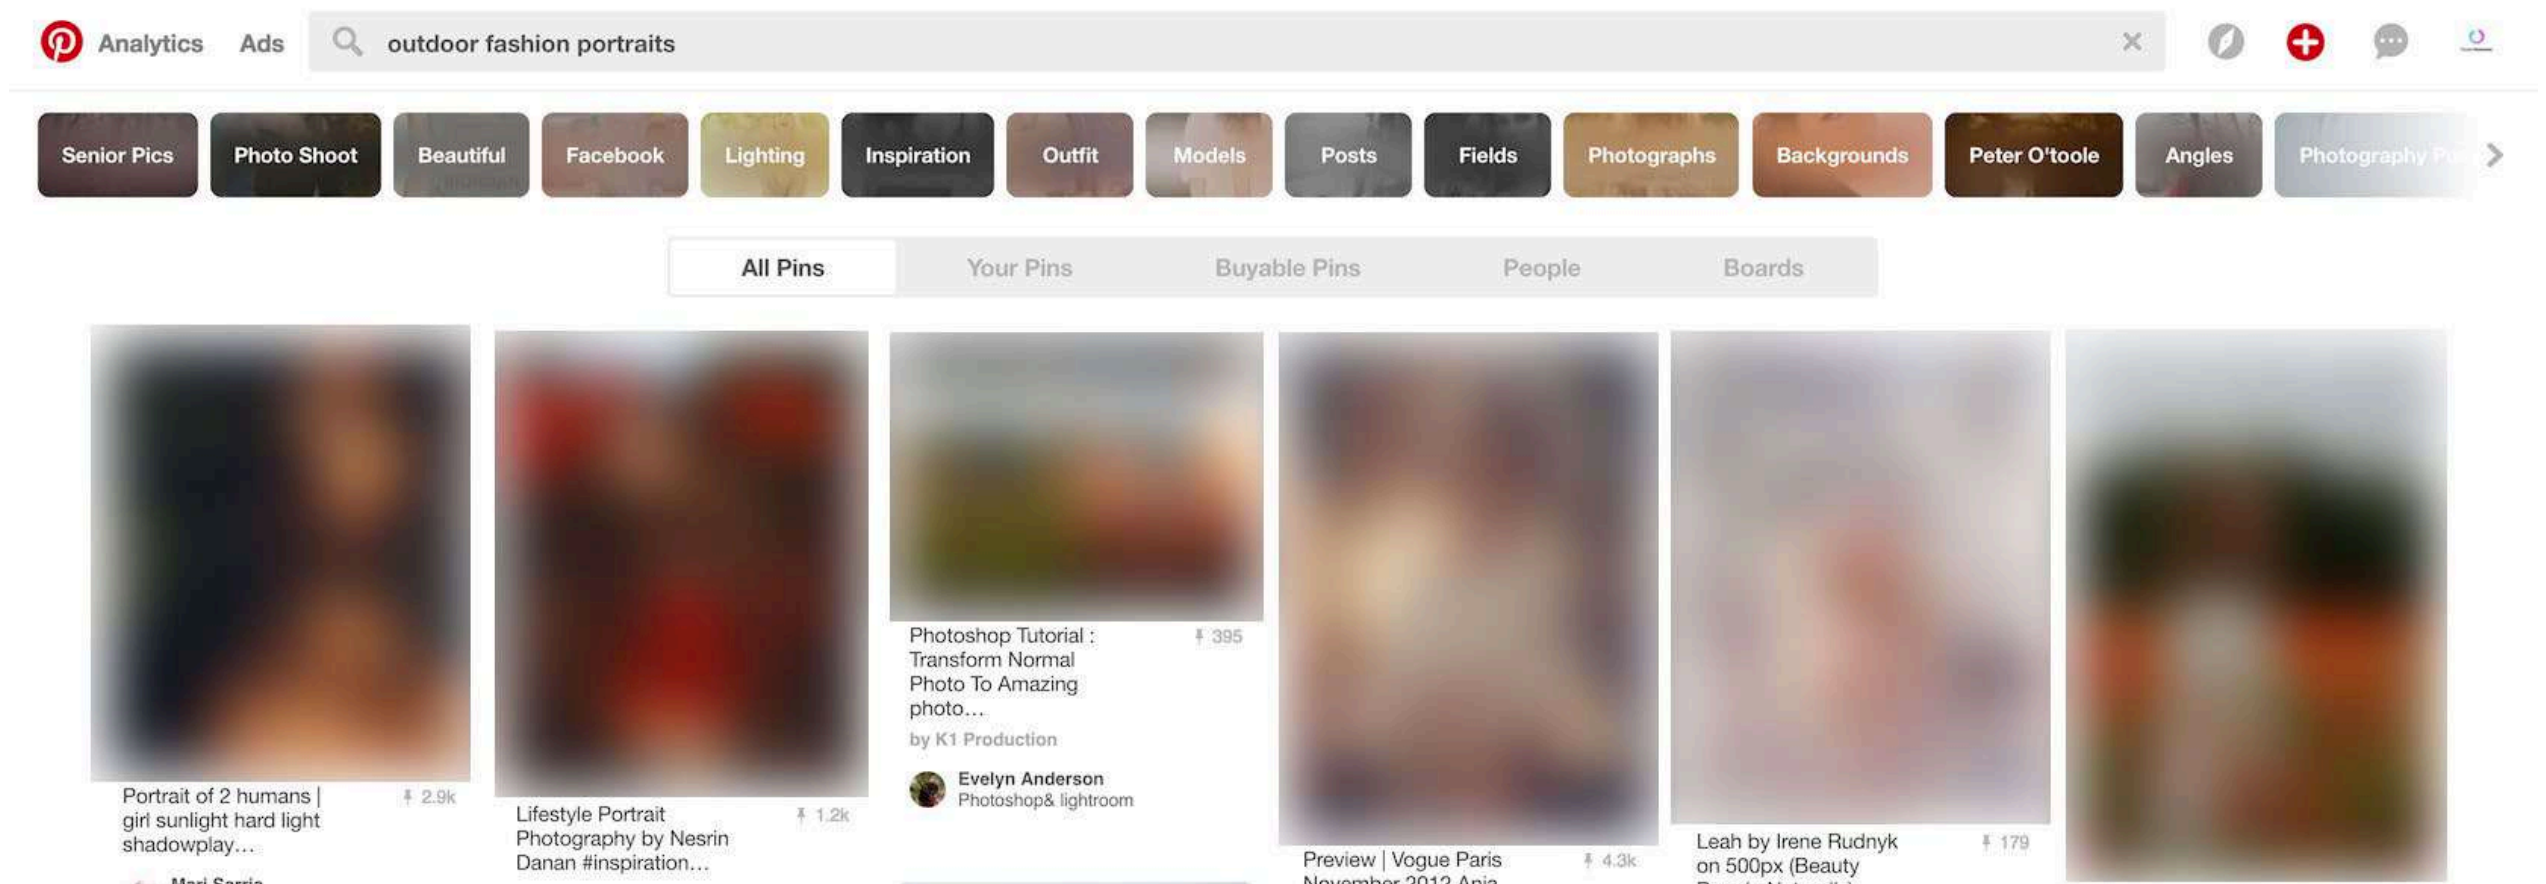 Analytics Ads outdoor fashion portraits
Senior Pics Photo Shoot Beautiful Facebook Lighting Inspiration Outfit Models Posts Fields Photographs Backgrounds Peter O'toole Angles Photography
All Pins Your Pins Buyable Pins People Boards
Portrait of 2 humans | 2.9k
girl sunlight hard light
shadowplay...
Lifestyle Portrait 1.2k
Photography by Nesrin
Danan #inspiration...
Photoshop Tutorial : 395
Transform Normal
Photo To Amazing
photo...
by K1 Production
Evelyn Anderson
Photoshop& lightroom
Preview | Vogue Paris 4.3k
November 2012 Anja
Leah by Irene Rudnyk 179
on 500px (Beauty